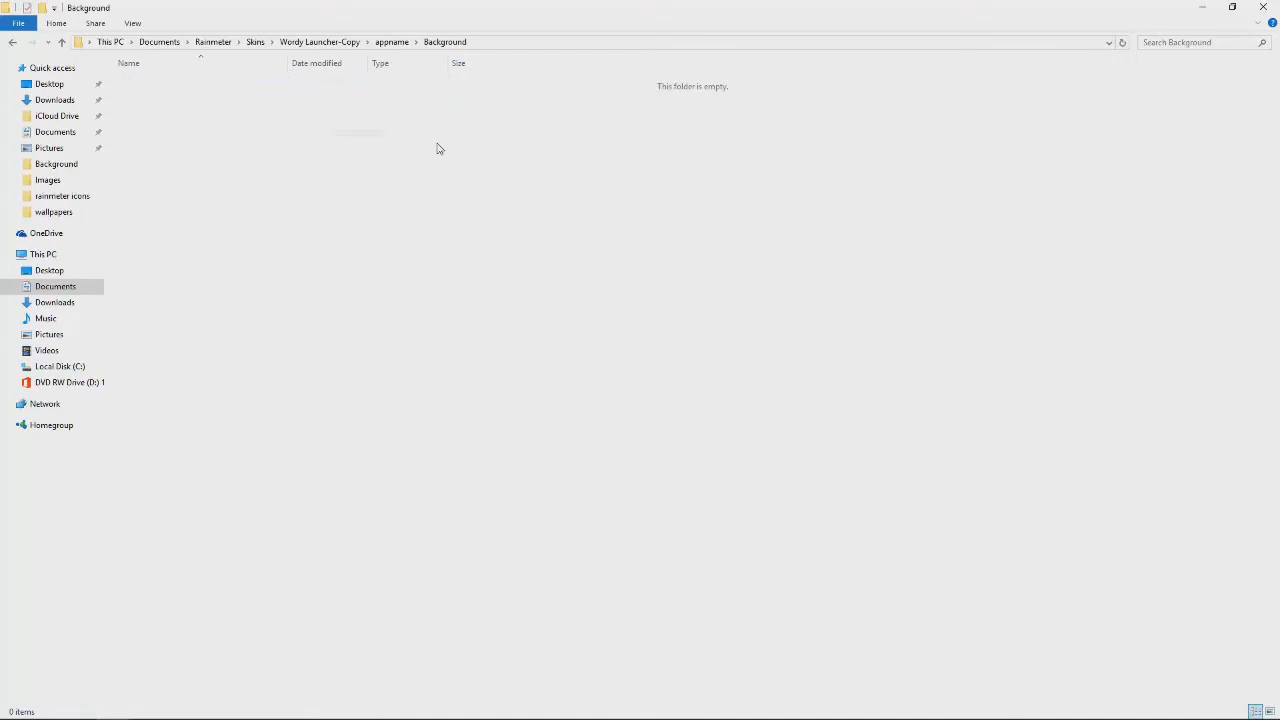 Background
File Home Share View
This PC Documents Rainmeter Skins Wordy Launcher-Copy appname Background Search Background
Name Date modified Type Size
This folder is empty.
Quick access
Desktop
Downloads
iCloud Drive
Documents
Pictures
Background
Images
rainmeter icons
wallpapers
OneDrive
This PC
Desktop
Documents
Downloads
Music
Pictures
Videos
Local Disk (C:)
DVD RW Drive (D:) 1
Network
Homegroup
0 items